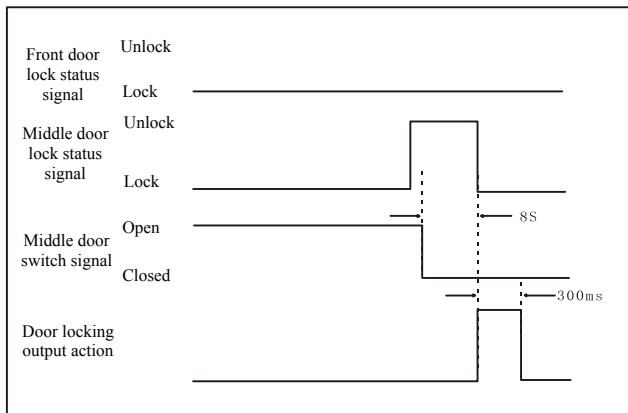 Front door
lock status
signal
Unlock
Lock
Middle door
lock status
signal
Unlock
Lock
Middle door
switch signal
Open
Closed
8S
300ms
Door locking
output action